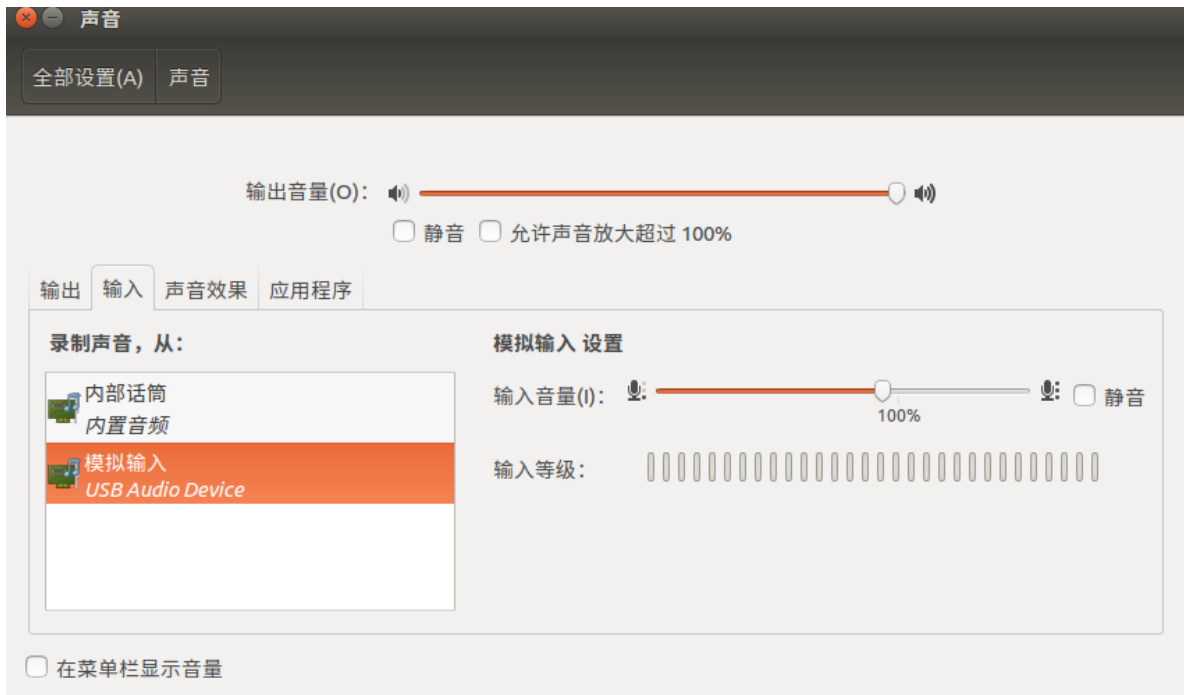 声音
全部设置(A) 声音
输出音量(O)：
静音 允许声音放大超过 100%
输出 输入 声音效果 应用程序
录制声音，从：
内部话筒
内置音频
模拟输入
USB Audio Device
模拟输入 设置
输入音量(I)： 静音
100%
输入等级：
在菜单栏显示音量